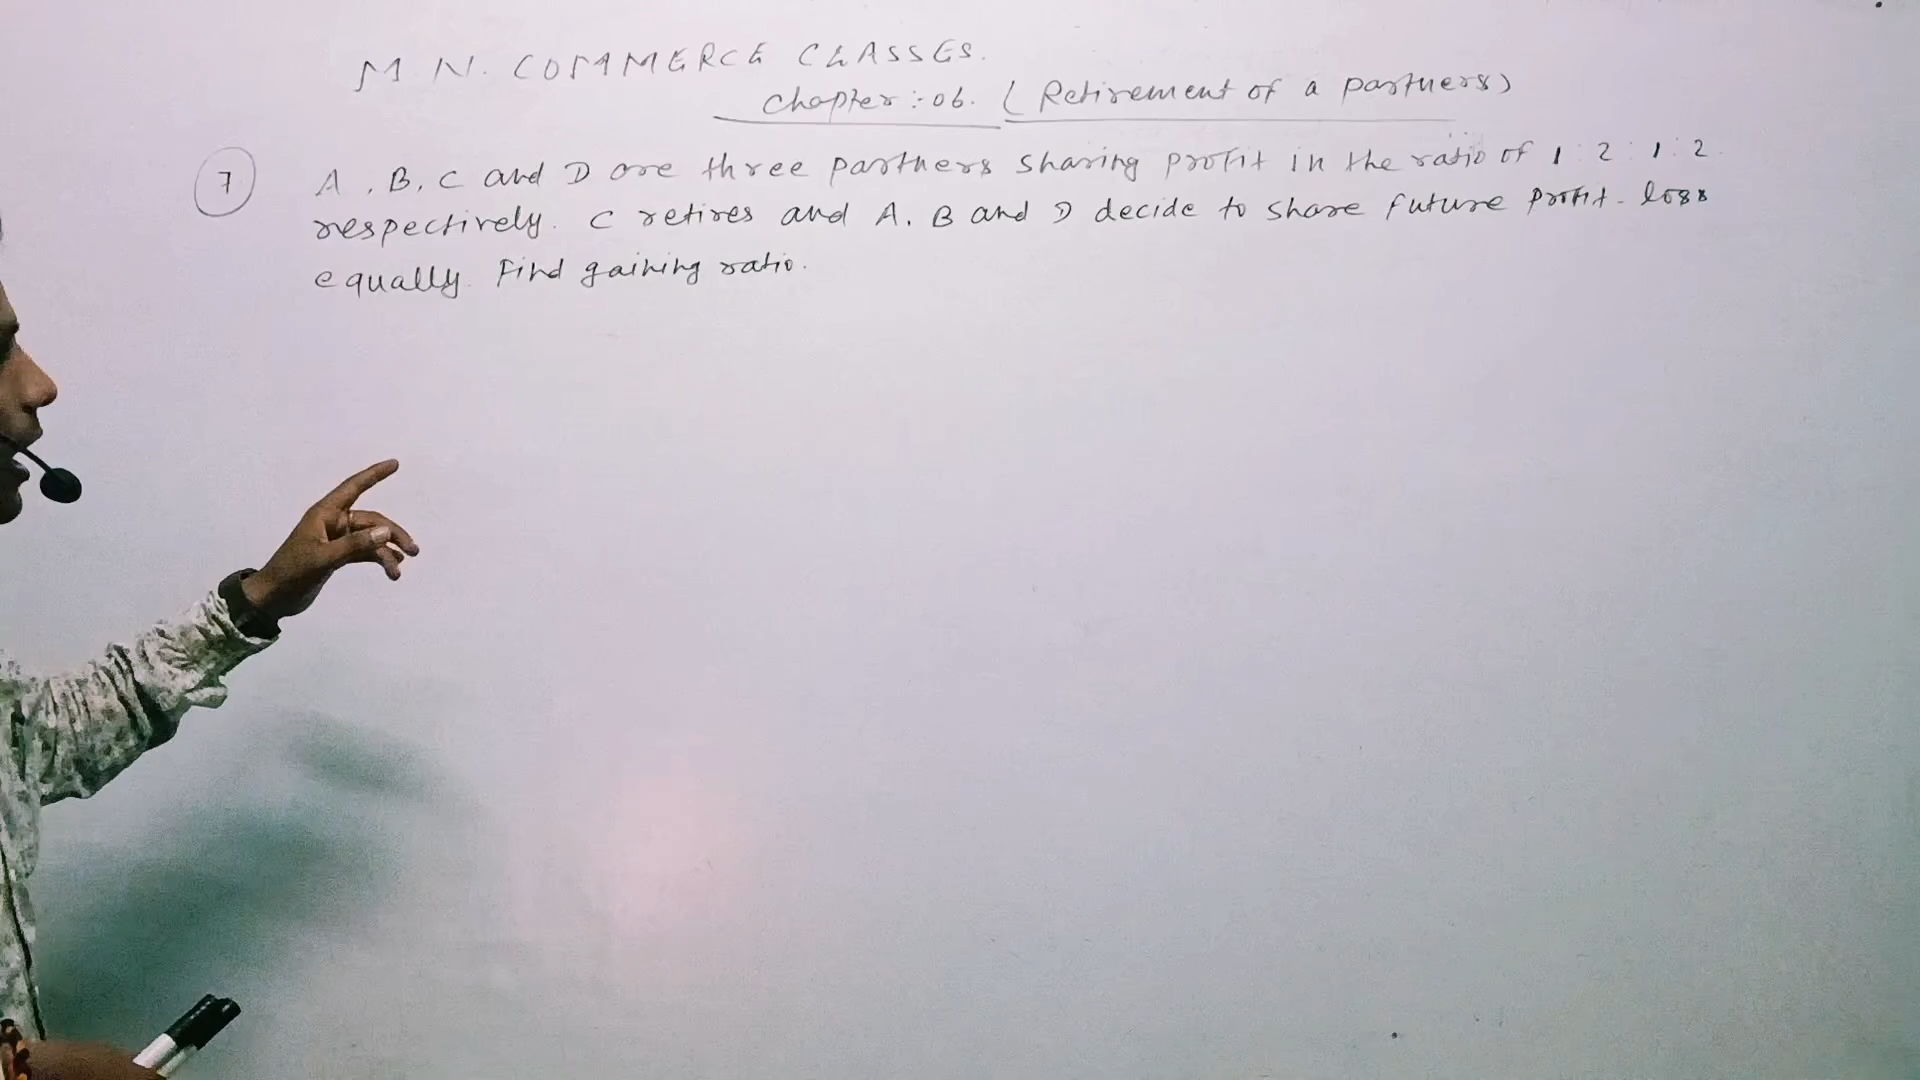 M. N. COMMERCE CLASSES.
Chapter :- 06. (Retirement of a partners)
7 A, B, C and D are three partners sharing profit in the ratio of 1 : 2 : 1 : 2
respectively. C retires and A, B and D decide to share future profit - loss
equally. Find gaining ratio.